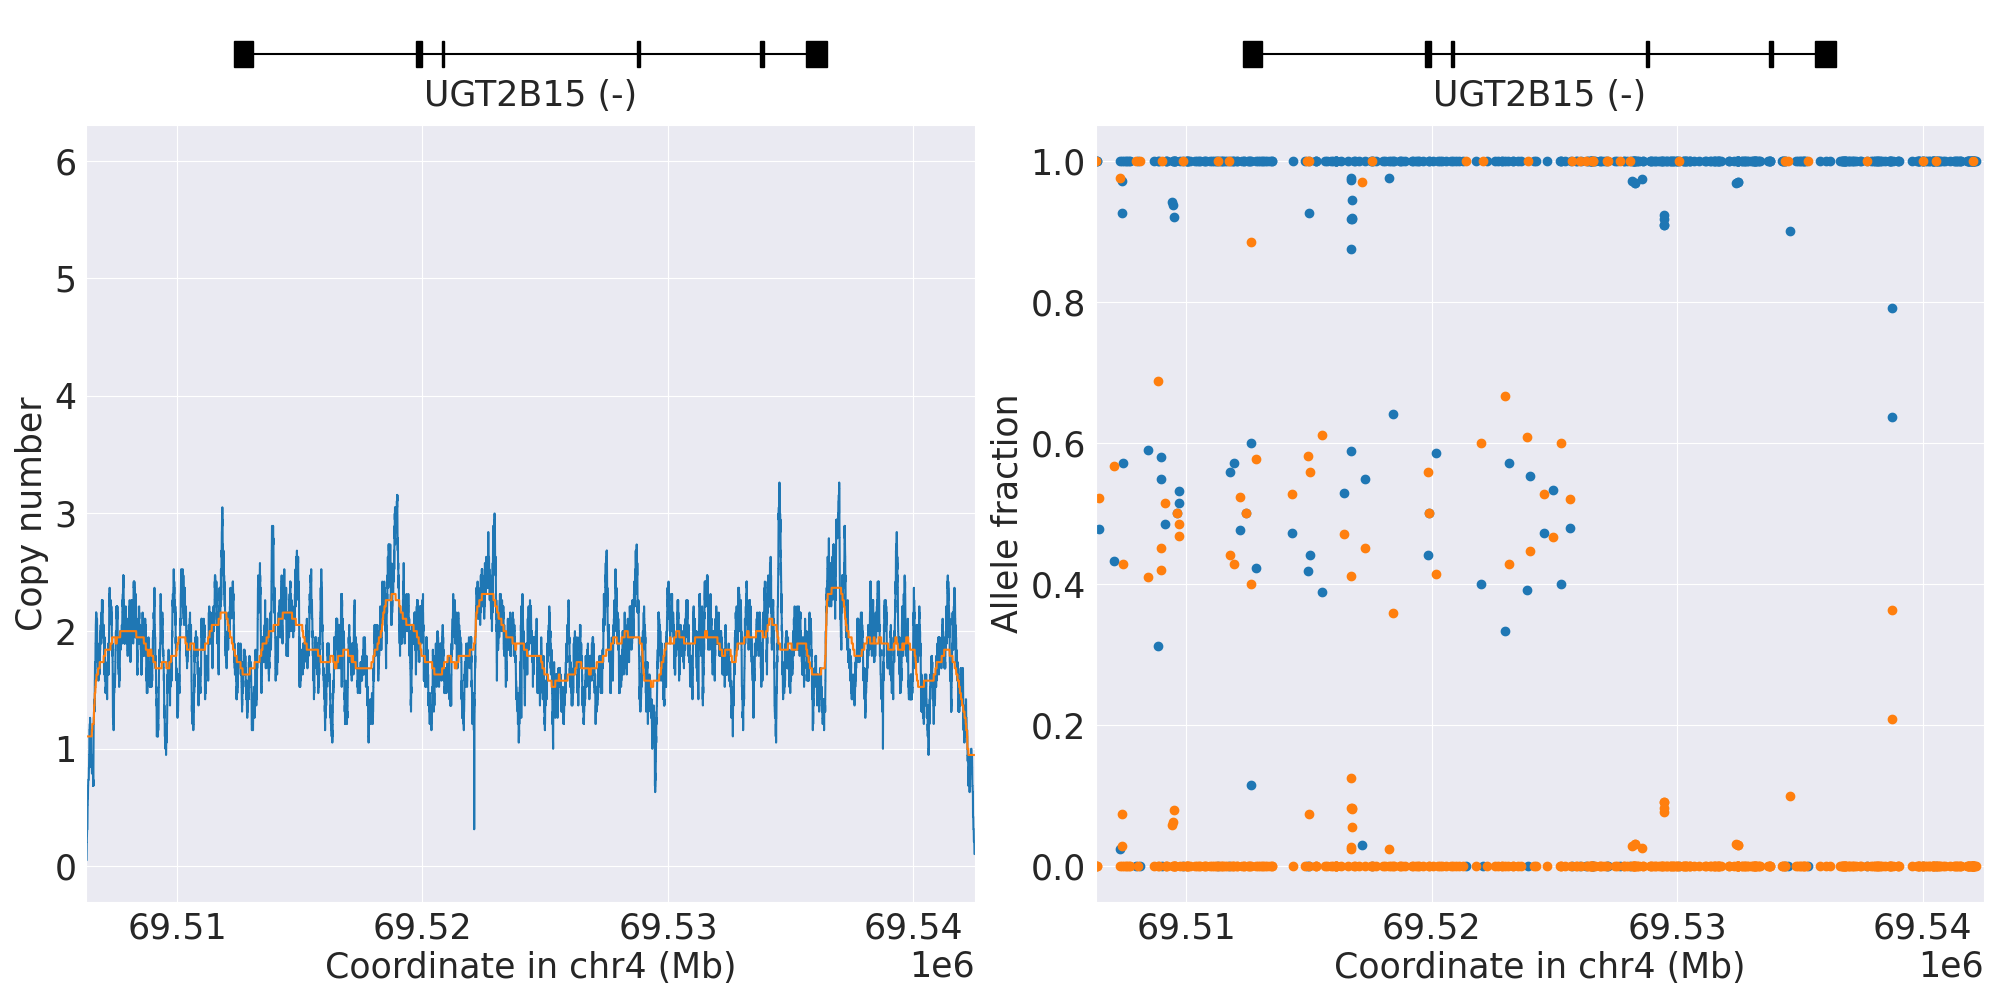 UGT2B15 (-)
6
5
4
3
2
1
0
Copy number
69.51 69.52 69.53 69.54
Coordinate in chr4 (Mb)
1e6
UGT2B15 (-)
1.0
0.8
0.6
0.4
0.2
0.0
Allele fraction
69.51 69.52 69.53 69.54
Coordinate in chr4 (Mb)
1e6